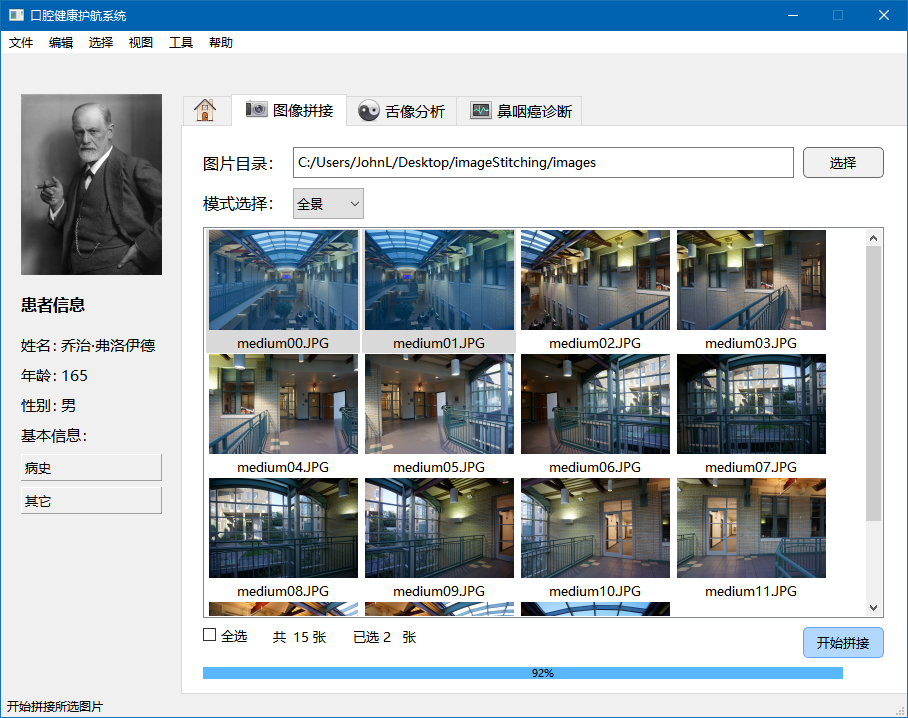 口腔健康护航系统
文件 编辑 选择 视图 工具 帮助
图像拼接 舌像分析 鼻咽癌诊断
图片目录： C:/Users/JohnL/Desktop/imageStitching/images 选择
模式选择： 全景
medium00.JPG medium01.JPG medium02.JPG medium03.JPG
患者信息
姓名：乔治·弗洛伊德
年龄：165
性别：男
基本信息：
病史
其它
medium04.JPG medium05.JPG medium06.JPG medium07.JPG
medium08.JPG medium09.JPG medium10.JPG medium11.JPG
全选 共 15 张 已选 2 张 开始拼接
92%
开始拼接所选图片